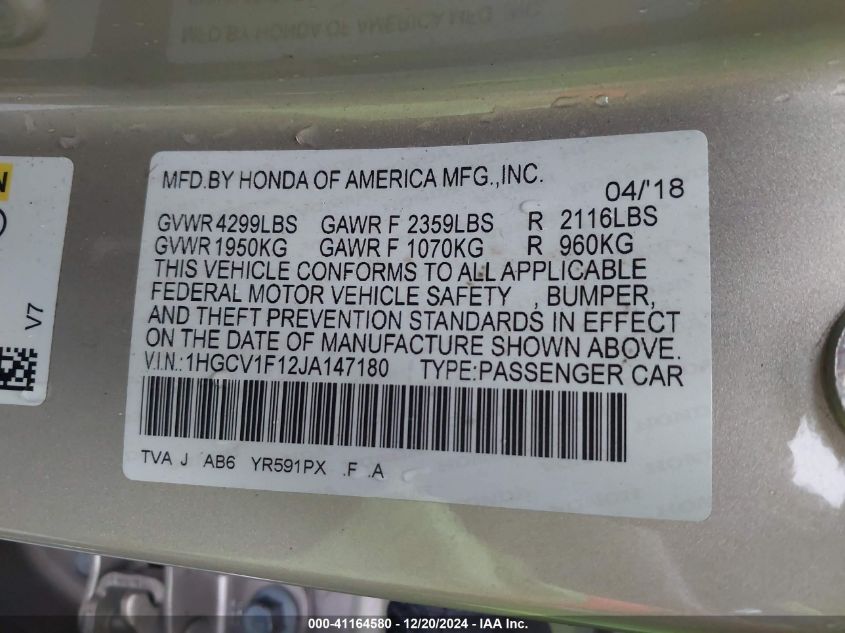 MFD.BY HONDA OF AMERICA MFG.,INC.
04/'18
GVWR 4299LBS GAWR F 2359LBS R 2116LBS
GVWR 1950KG GAWR F 1070KG R 960KG
THIS VEHICLE CONFORMS TO ALL APPLICABLE
FEDERAL MOTOR VEHICLE SAFETY , BUMPER,
AND THEFT PREVENTION STANDARDS IN EFFECT
ON THE DATE OF MANUFACTURE SHOWN ABOVE.
V.I.N.: 1HGCV1F12JA147180 TYPE:PASSENGER CAR
TVA J AB6 YR591PX .F .A
N
V7
000-41164580 - 12/20/2024 - IAA Inc.